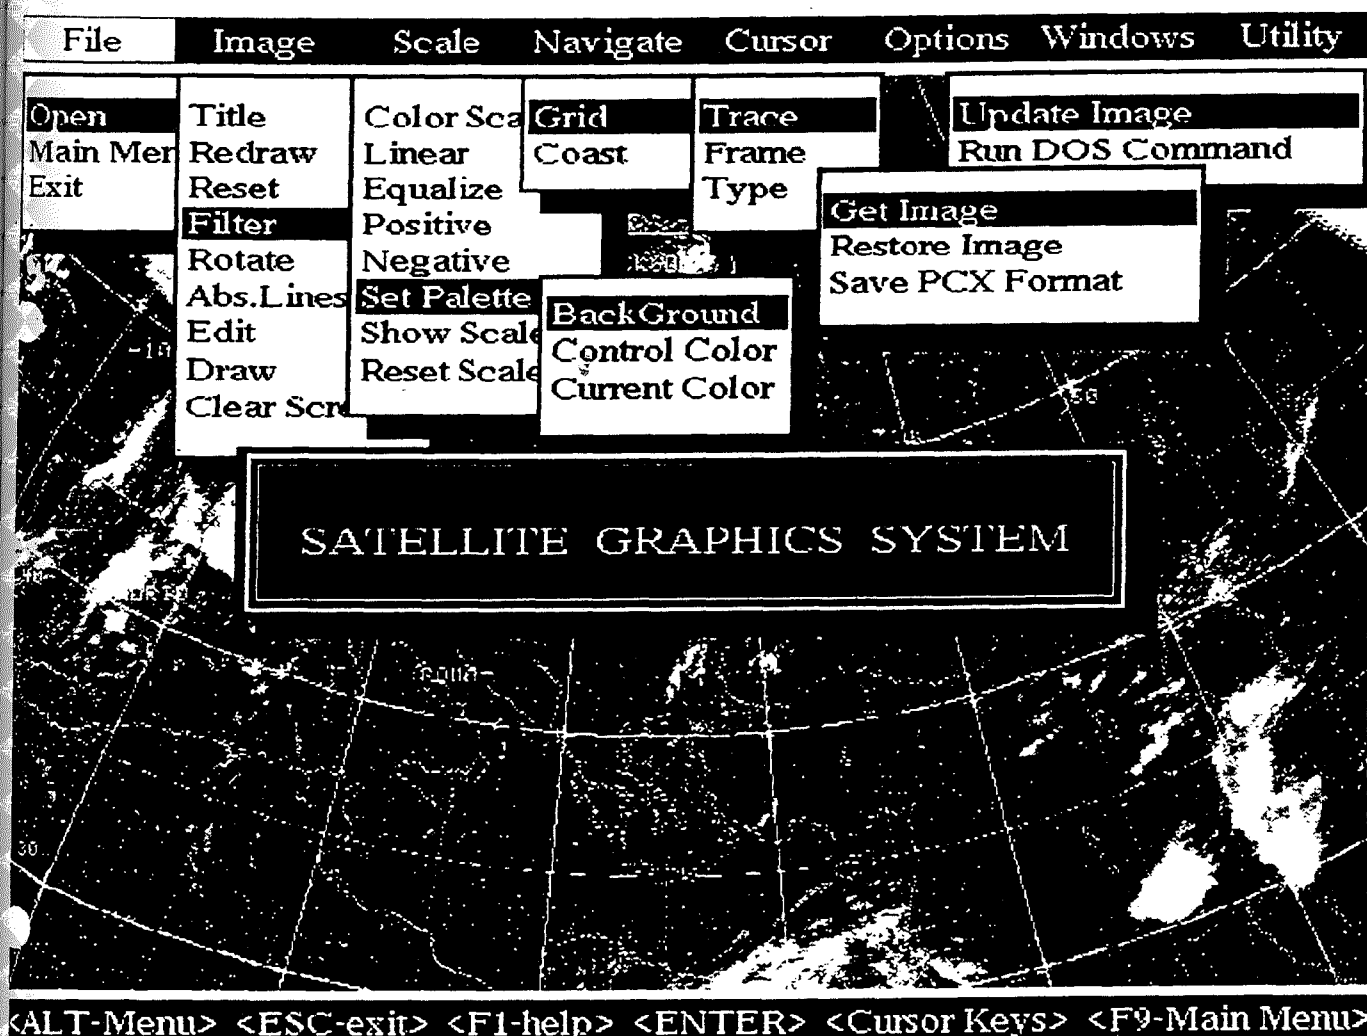 File Image Scale Navigate Cursor Options Windows Utility
Open
Main Men
Exit
Title
Redraw
Reset
Filter
Rotate
Abs.Lines
Edit
Draw
Clear Scr
Color Sca
Linear
Equalize
Positive
Negative
Set Palette
Show Scale
Reset Scale
BackGround
Control Color
Current Color
Grid
Coast
Trace
Frame
Type
Update Image
Run DOS Command
Get Image
Restore Image
Save PCX Format
SATELLITE GRAPHICS SYSTEM
30
<ALT-Menu> <ESC-exit> <F1-help> <ENTER> <Cursor Keys> <F9-Main Menu>